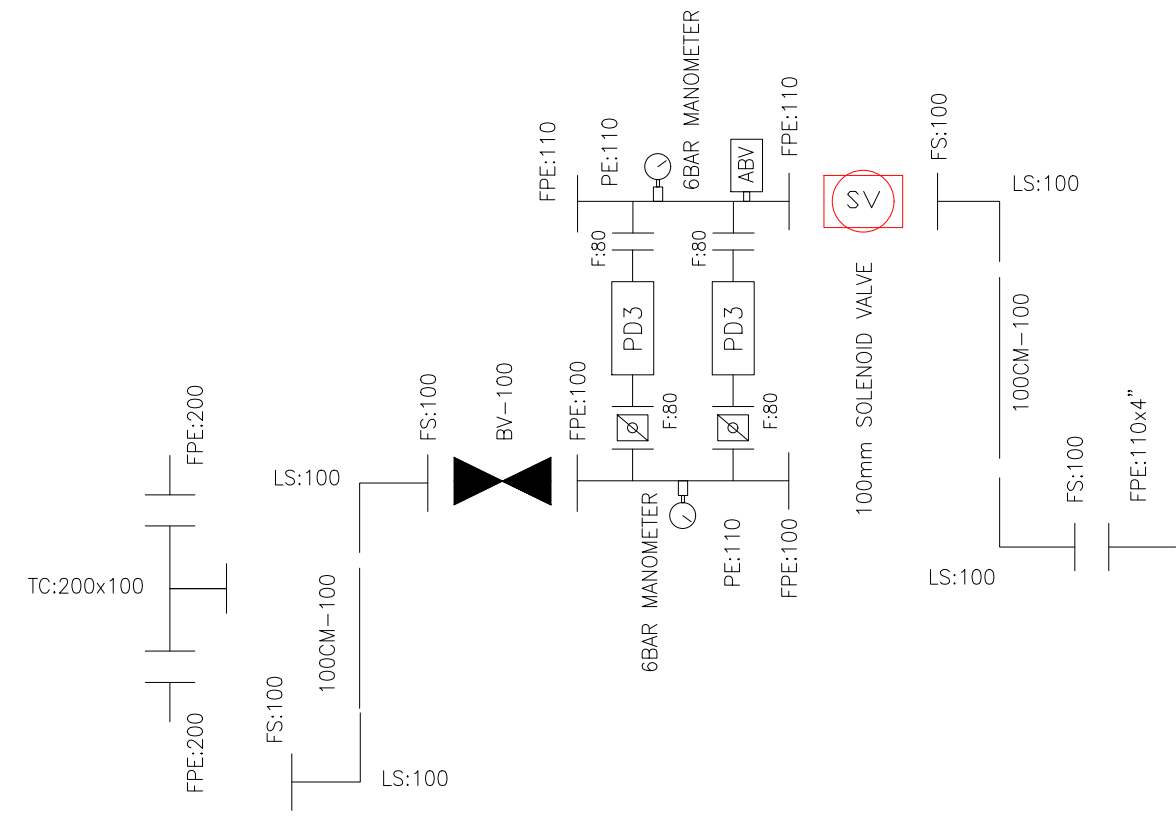 FPE:200
TC:200x100
FPE:200
FS:100
LS:100
100CM-100
LS:100
FS:100
BV-100
FPE:100
6BAR MANOMETER
PE:110
FPE:100
F:80
F:80
PD3
PD3
F:80
F:80
FPE:110
PE:110
6BAR MANOMETER
ABV
FPE:110
SV
100mm SOLENOID VALVE
FS:100
LS:100
100CM-100
LS:100
FS:100
FPE:110x4"